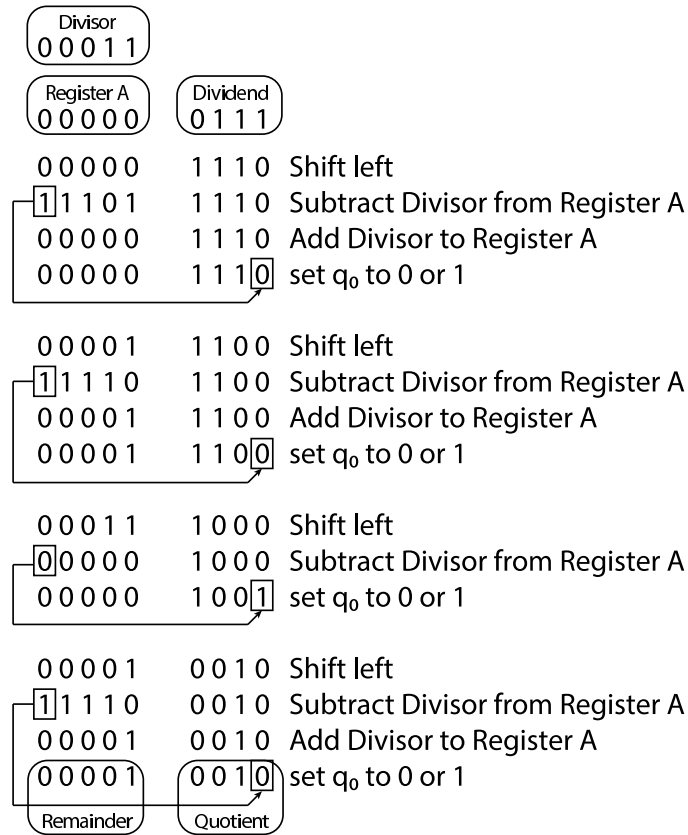 Divisor
0 0 0 1 1
Register A Dividend
0 0 0 0 0 0 1 1 1
0 0 0 0 0 1 1 1 0 Shift left
1 1 1 0 1 1 1 1 0 Subtract Divisor from Register A
0 0 0 0 0 1 1 1 0 Add Divisor to Register A
0 0 0 0 0 1 1 1 0 set q₀ to 0 or 1
0 0 0 0 1 1 1 0 0 Shift left
1 1 1 1 0 1 1 0 0 Subtract Divisor from Register A
0 0 0 0 1 1 1 0 0 Add Divisor to Register A
0 0 0 0 1 1 1 0 0 set q₀ to 0 or 1
0 0 0 1 1 1 0 0 0 Shift left
0 0 0 0 0 1 0 0 0 Subtract Divisor from Register A
0 0 0 0 0 1 0 0 1 set q₀ to 0 or 1
0 0 0 0 1 0 0 1 0 Shift left
1 1 1 1 0 0 0 1 0 Subtract Divisor from Register A
0 0 0 0 1 0 0 1 0 Add Divisor to Register A
0 0 0 0 1 0 0 1 0 set q₀ to 0 or 1
Remainder Quotient